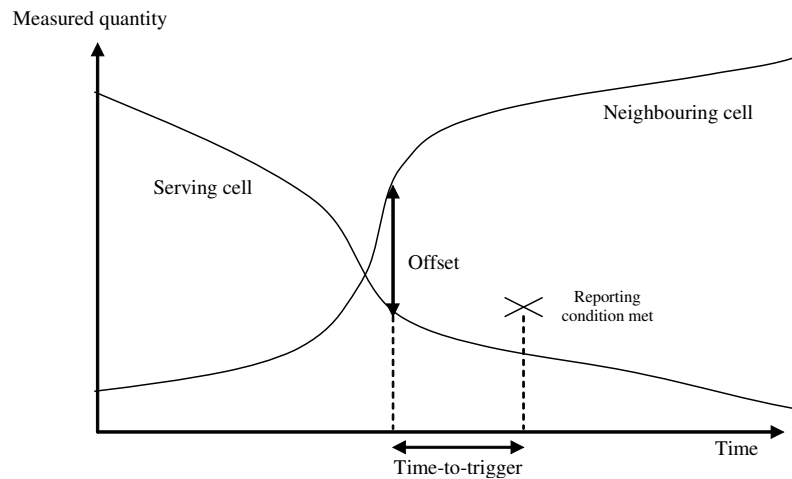 Measured quantity
Neighbouring cell
Serving cell
Offset
Reporting
condition met
Time
Time-to-trigger